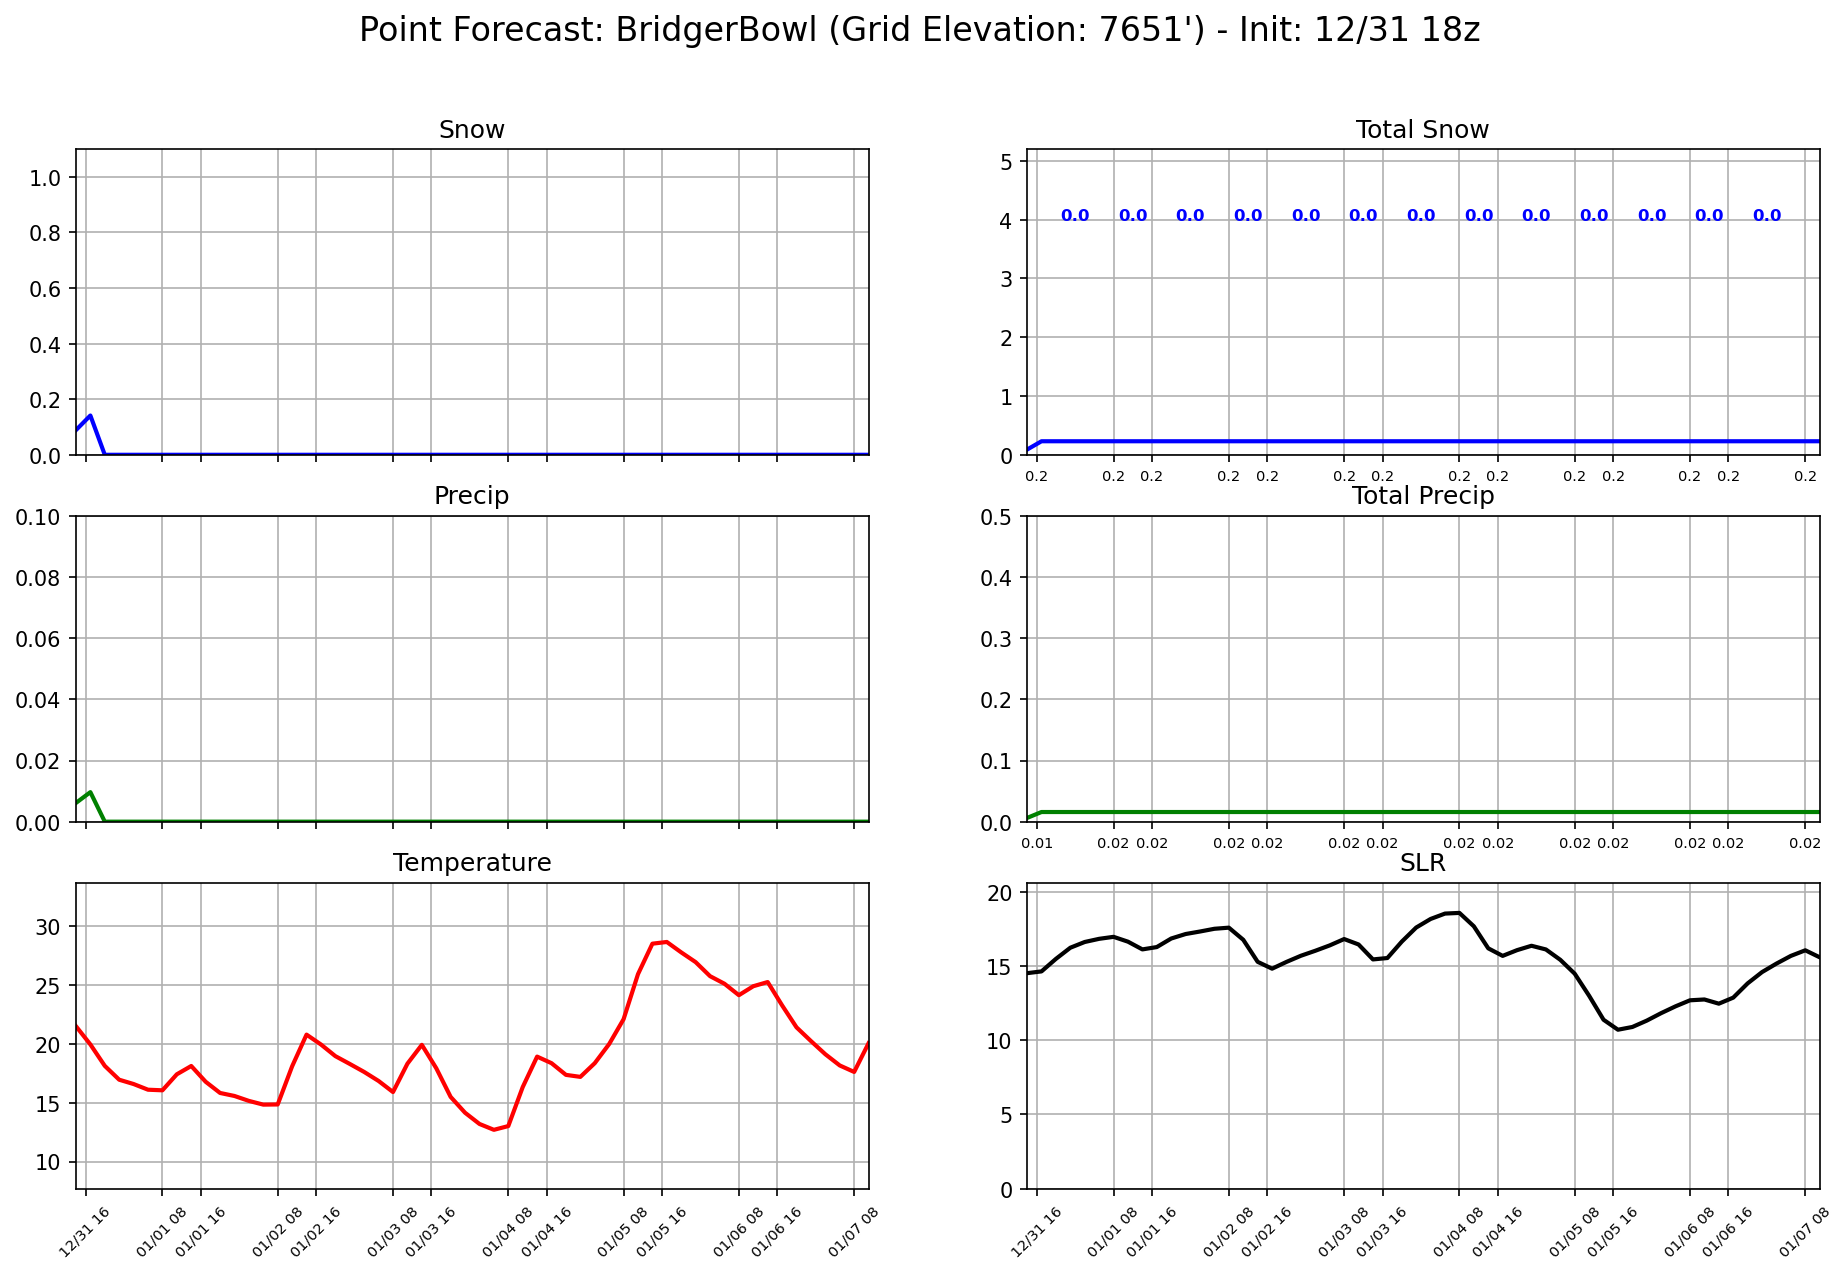 Point Forecast: BridgerBowl (Grid Elevation: 7651') - Init: 12/31 18z
Snow
1.0
0.8
0.6
0.4
0.2
0.0
Total Snow
5
4
3
2
1
0
0.0 0.0 0.0 0.0 0.0 0.0 0.0 0.0 0.0 0.0 0.0 0.0 0.0
0.2 0.2 0.2 0.2 0.2 0.2 0.2 0.2 0.2 0.2 0.2 0.2 0.2 0.2
Precip
0.10
0.08
0.06
0.04
0.02
0.00
Total Precip
0.5
0.4
0.3
0.2
0.1
0.0
0.01 0.02 0.02 0.02 0.02 0.02 0.02 0.02 0.02 0.02 0.02 0.02 0.02 0.02
Temperature
30
25
20
15
10
12/31 16 01/01 08 01/01 16 01/02 08 01/02 16 01/03 08 01/03 16 01/04 08 01/04 16 01/05 08 01/05 16 01/06 08 01/06 16 01/07 08
SLR
20
15
10
5
0
12/31 16 01/01 08 01/01 16 01/02 08 01/02 16 01/03 08 01/03 16 01/04 08 01/04 16 01/05 08 01/05 16 01/06 08 01/06 16 01/07 08